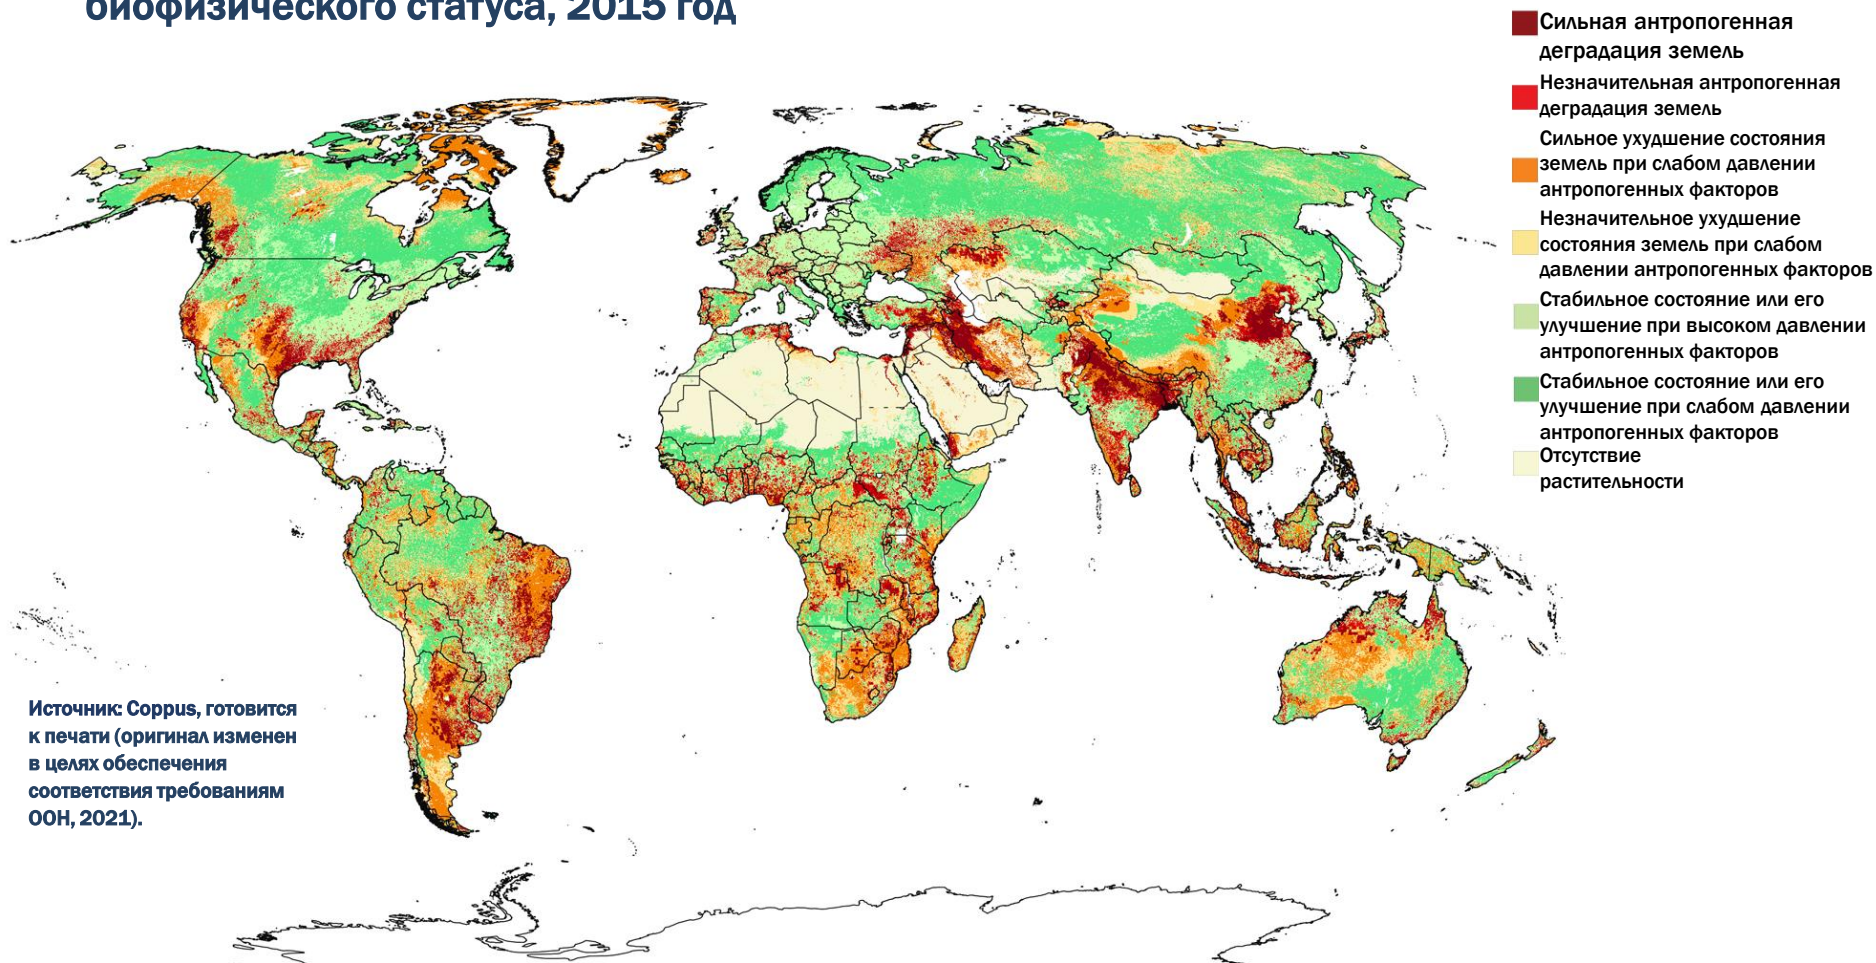 биофизического статуса, 2015 год
Сильная антропогенная
деградация земель
Незначительная антропогенная
деградация земель
Сильное ухудшение состояния
земель при слабом давлении
антропогенных факторов
Незначительное ухудшение
состояния земель при слабом
давлении антропогенных факторов
Стабильное состояние или его
улучшение при высоком давлении
антропогенных факторов
Стабильное состояние или его
улучшение при слабом давлении
антропогенных факторов
Отсутствие
растительности
Источник: Coppus, готовится
к печати (оригинал изменен
в целях обеспечения
соответствия требованиям
ООН, 2021).